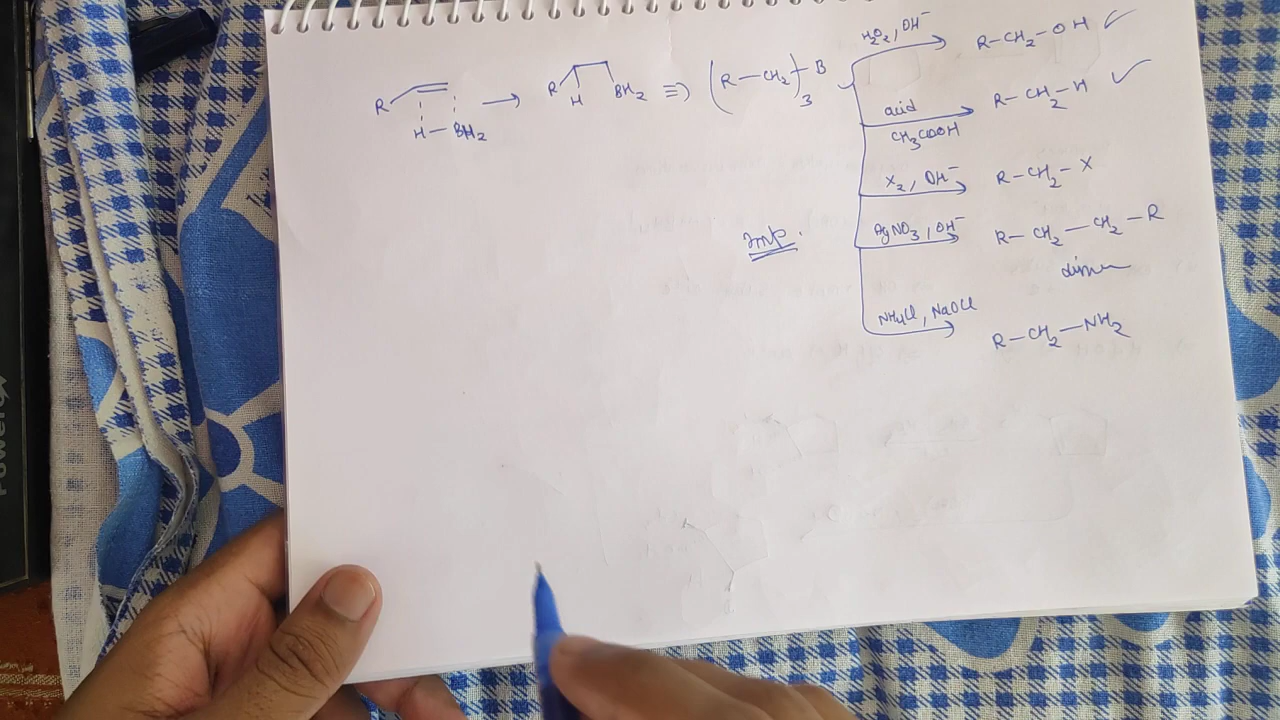 R H—BH₂ → R H BH₂ ≡) (R—CH₂)₃—B
H₂O₂, OH⁻ R—CH₂—OH ✓
acid CH₃COOH R—CH₂—H ✓
X₂, OH⁻ R—CH₂—X
Imp. AgNO₃, OH⁻ R—CH₂—CH₂—R
dimer
NH₄Cl, NaOCl R—CH₂—NH₂
Power